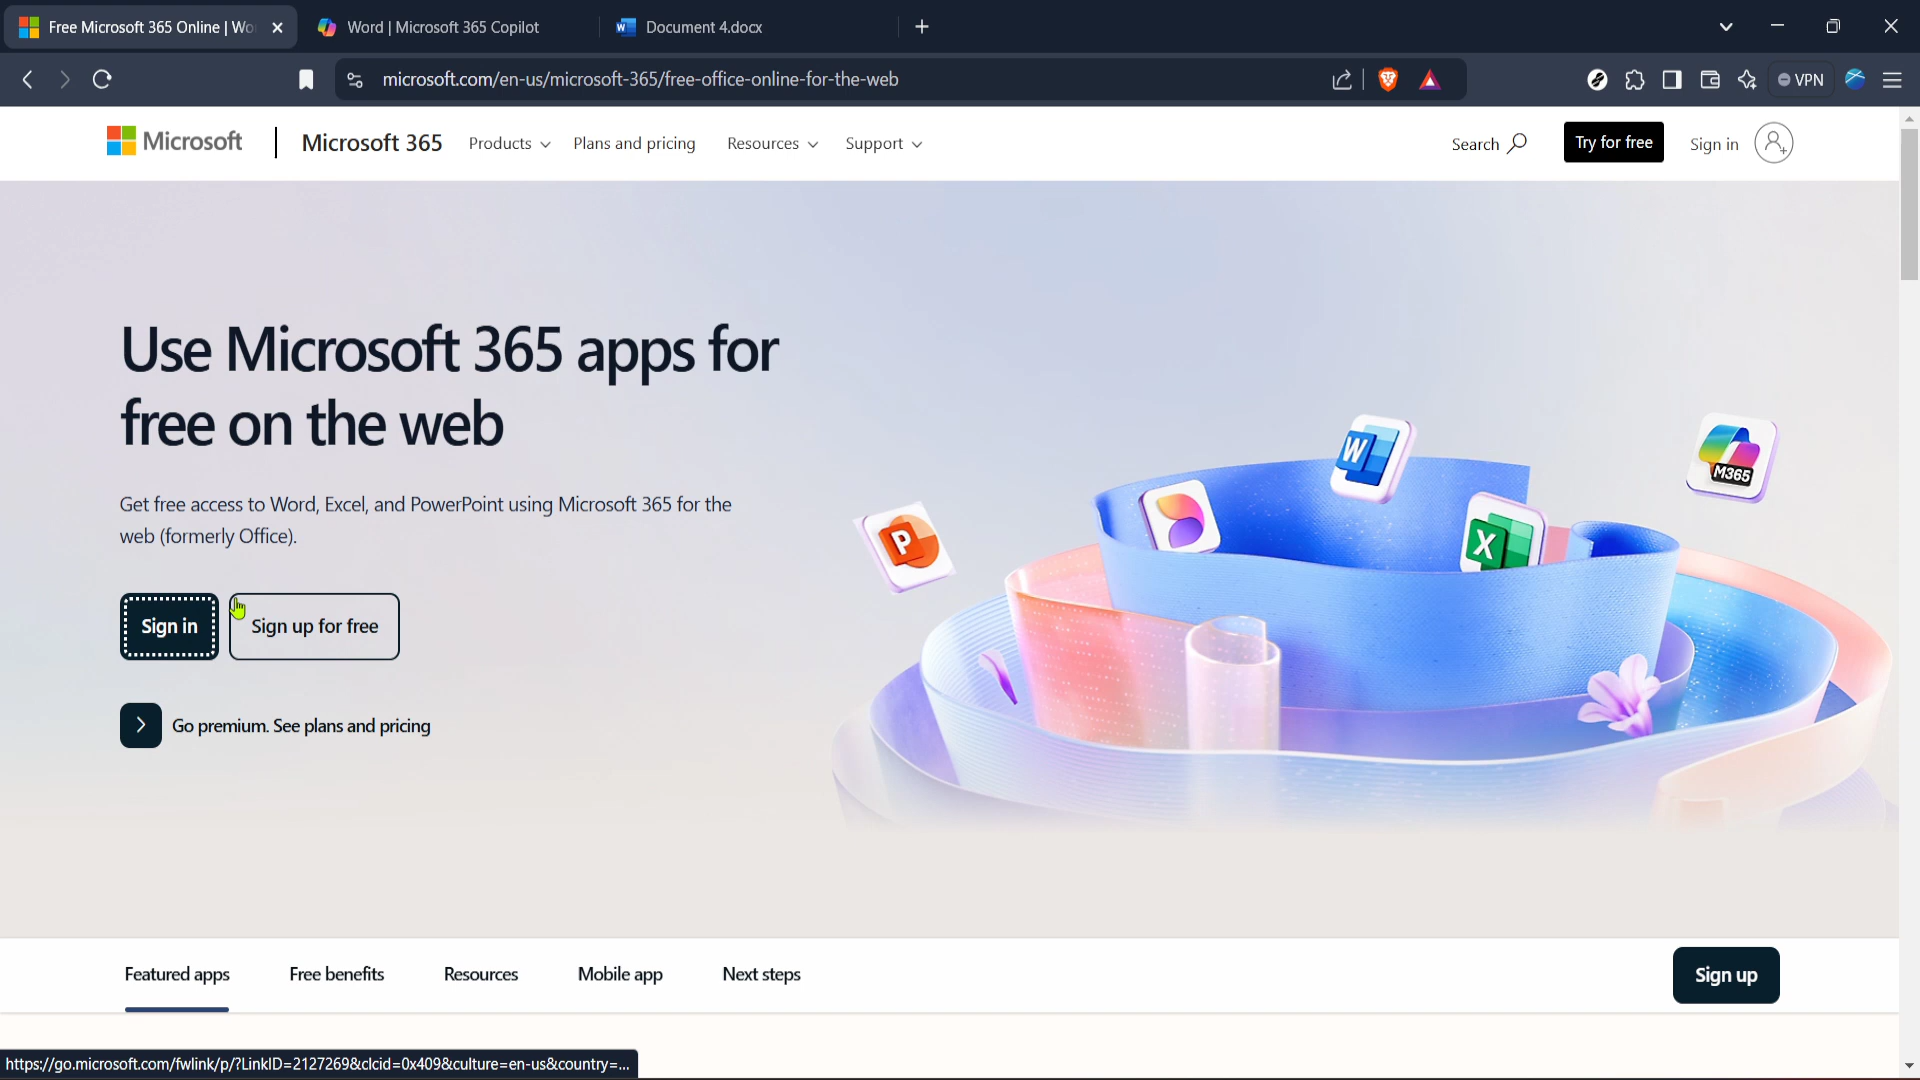 Free Microsoft 365 Online | Wo
Word | Microsoft 365 Copilot
Document 4.docx
microsoft.com/en-us/microsoft-365/free-office-online-for-the-web
VPN
Microsoft
Microsoft 365
Products
Plans and pricing
Resources
Support
Search
Try for free
Sign in
Use Microsoft 365 apps for
free on the web
Get free access to Word, Excel, and PowerPoint using Microsoft 365 for the
web (formerly Office).
Sign in
Sign up for free
Go premium. See plans and pricing
P
W
X
M365
Featured apps
Free benefits
Resources
Mobile app
Next steps
Sign up
https://go.microsoft.com/fwlink/p/?LinkID=2127269&clcid=0x409&culture=en-us&country=...